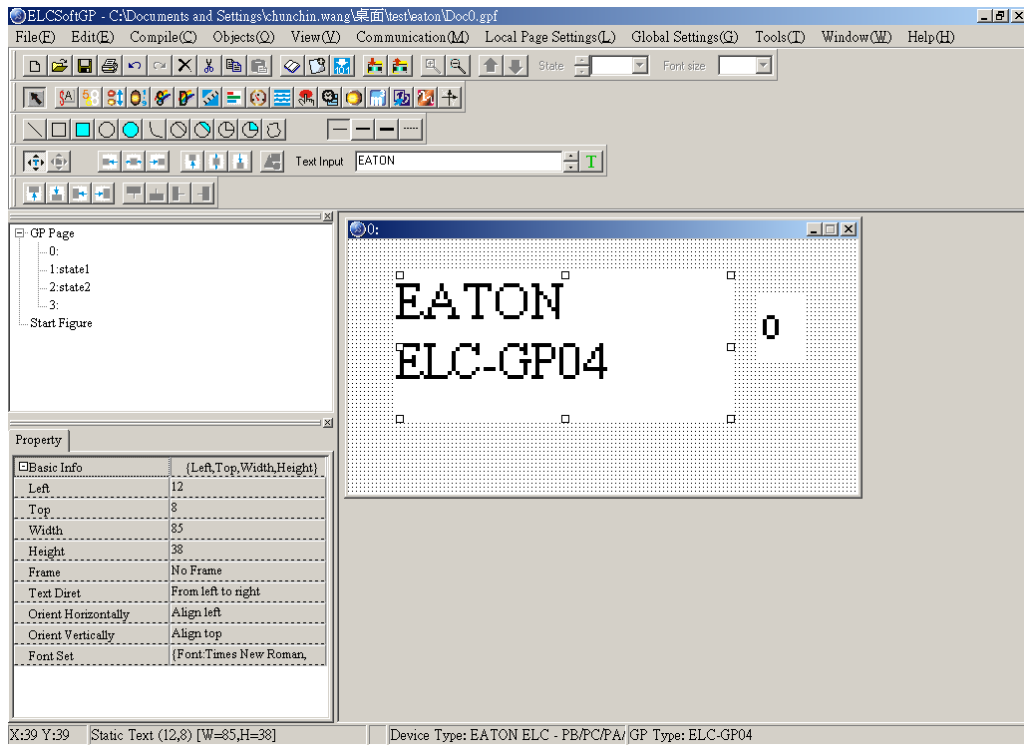 ELCSoftGP - C:\Documents and Settings\chunchin.wang\桌面\test\eaton\Doc0.gpf
File(F) Edit(E) Compile(C) Objects(O) View(V) Communication(M) Local Page Settings(L) Global Settings(G) Tools(T) Window(W) Help(H)
State Font size
Text Input EATON T
GP Page
0:
1:state1
2:state2
3:
Start Figure
0:
EATON
ELC-GP04
0
Property
Basic Info {Left,Top,Width,Height}
Left 12
Top 8
Width 85
Height 38
Frame No Frame
Text Diret From left to right
Orient Horizontally Align left
Orient Vertically Align top
Font Set {Font:Times New Roman,
X:39 Y:39 Static Text (12,8) [W=85,H=38] Device Type: EATON ELC - PB/PC/PA/ GP Type: ELC-GP04